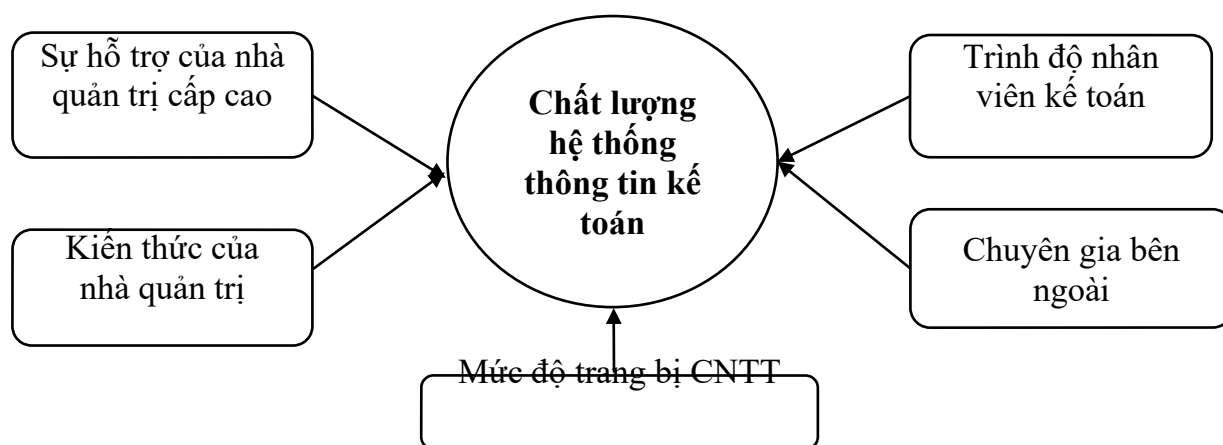 Sự hỗ trợ của nhà
quản trị cấp cao
Kiến thức của
nhà quản trị
Chất lượng
hệ thống
thông tin kế
toán
Trình độ nhân
viên kế toán
Chuyên gia bên
ngoài
Mức độ trang bị CNTT